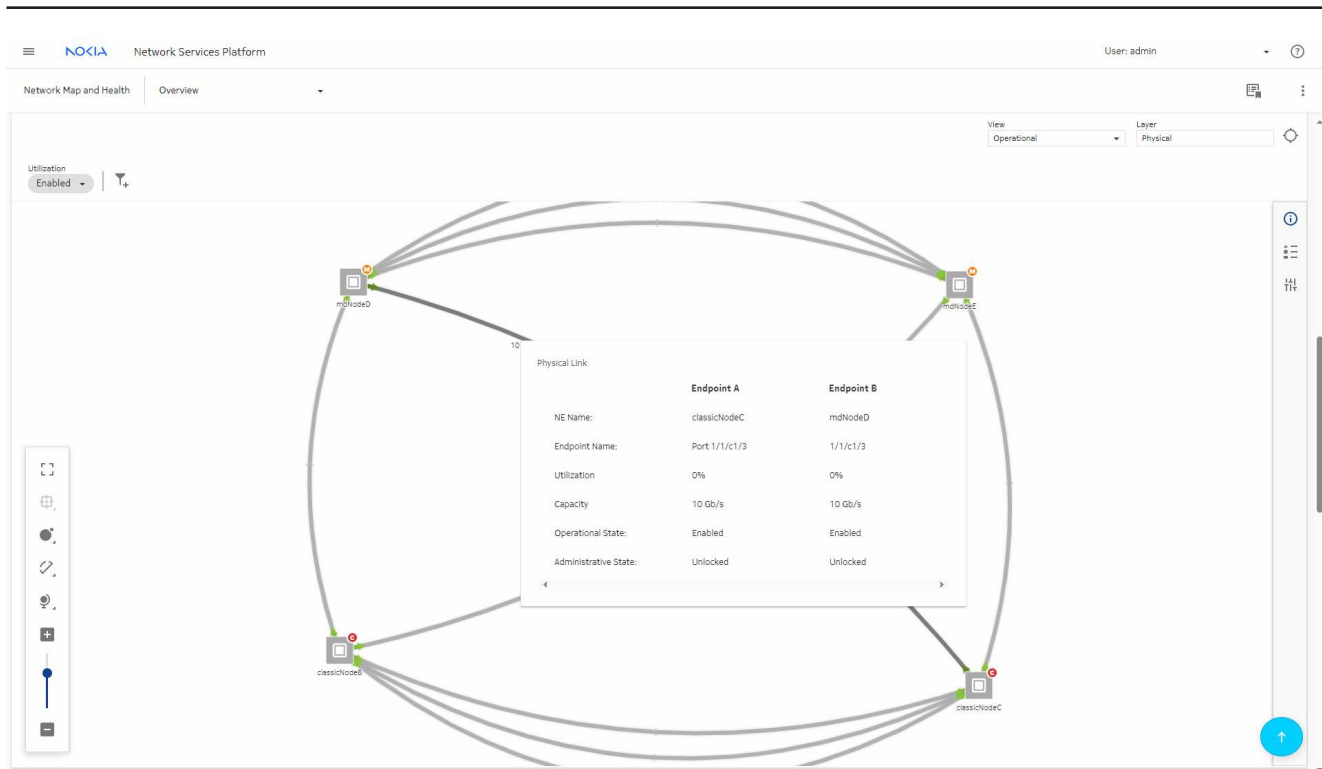 NOKIA Network Services Platform User: admin
Network Map and Health Overview
View Layer
Operational Physical
Utilization
Enabled
M M
mdNodeD mdNodeE
10
Physical Link
Endpoint A Endpoint B
NE Name: classicNodeC mdNodeD
Endpoint Name: Port 1/1/c1/3 1/1/c1/3
Utilization 0% 0%
Capacity 10 Gb/s 10 Gb/s
Operational State: Enabled Enabled
Administrative State: Unlocked Unlocked
C C
classicNodeB classicNodeC